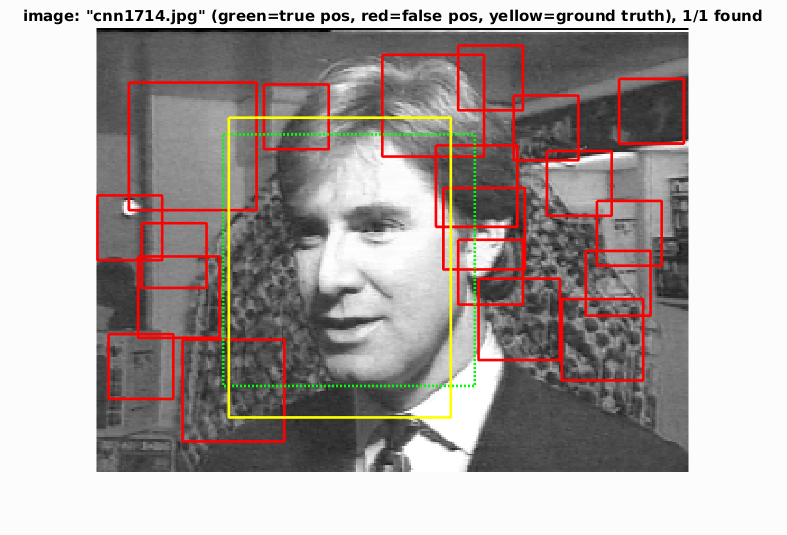 image: "cnn1714.jpg" (green=true pos, red=false pos, yellow=ground truth), 1/1 found